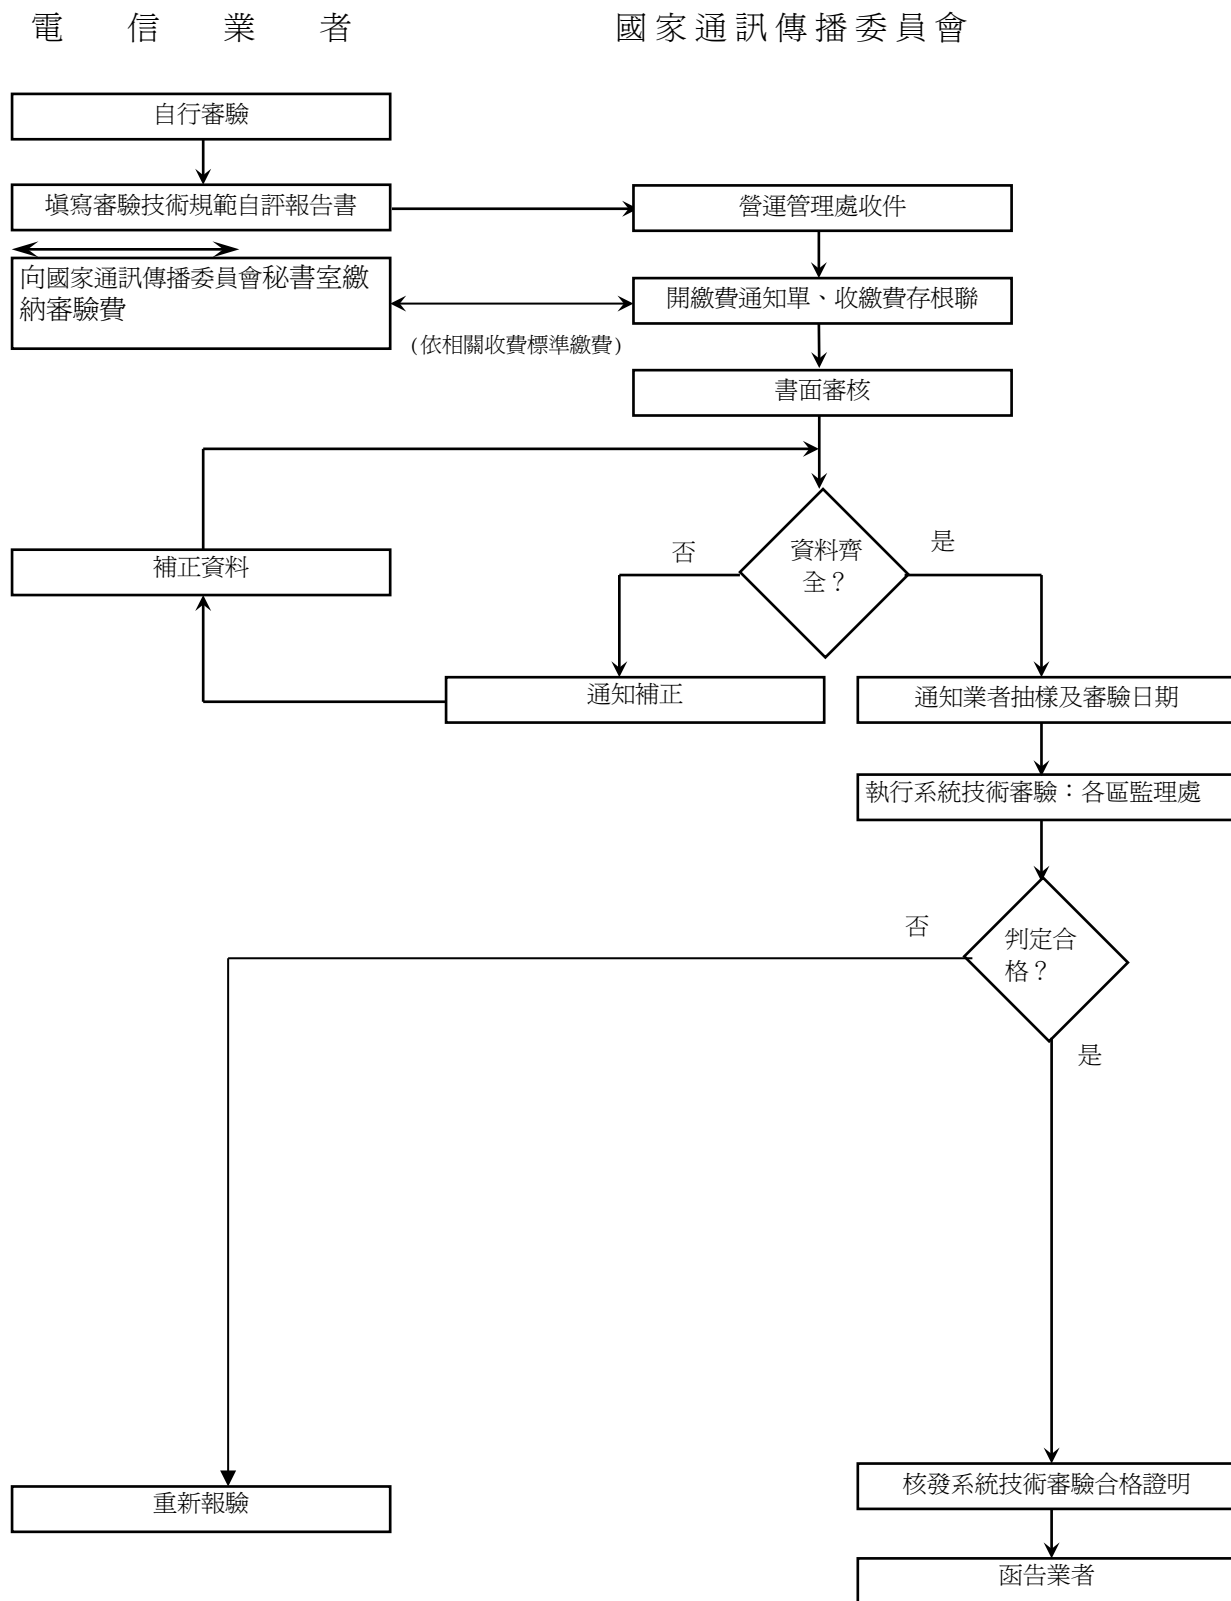 電信業者
國家通訊傳播委員會
自行審驗
填寫審驗技術規範自評報告書
營運管理處收件
向國家通訊傳播委員會秘書室繳
納審驗費
開繳費通知單、收繳費存根聯
(依相關收費標準繳費)
書面審核
資料齊
全？
否
是
補正資料
通知補正
通知業者抽樣及審驗日期
執行系統技術審驗：各區監理處
判定合
格？
否
是
重新報驗
核發系統技術審驗合格證明
函告業者